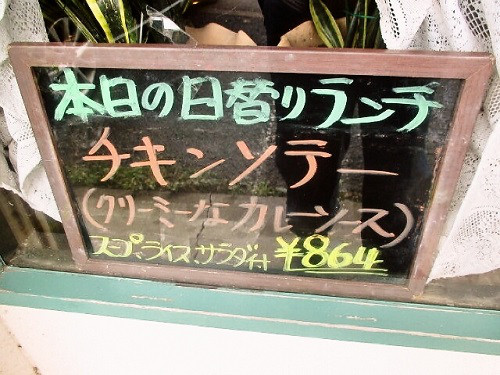 本日の日替りランチ
チキンソテー
(クリーミーなカレーソース)
スープ、ライス、サラダ付 ¥864